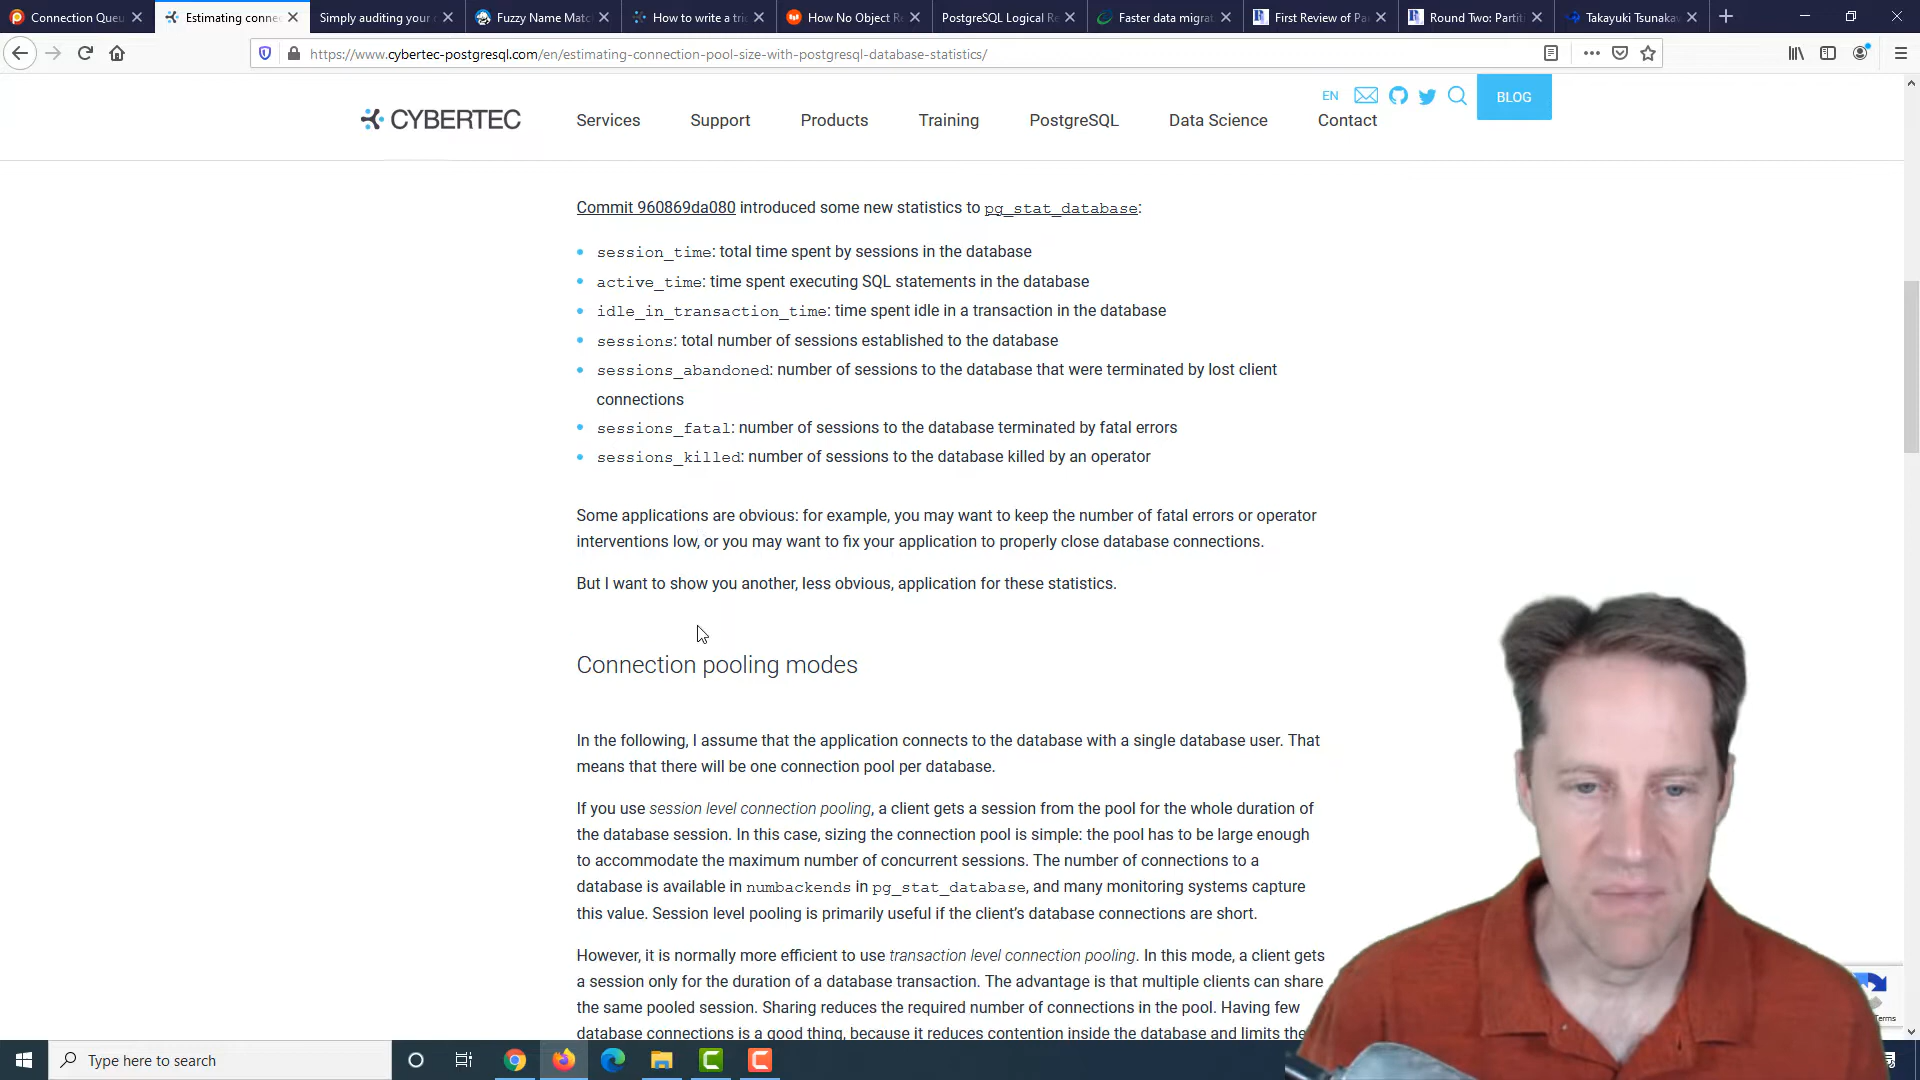 Connection Queu
Estimating conne
Simply auditing your
Fuzzy Name Matc
How to write a tri
How No Object R
PostgreSQL Logical Re
Faster data migrat
First Review of Pa
Round Two: Partiti
Takayuki Tsunakaw
https://www.cybertec-postgresql.com/en/estimating-connection-pool-size-with-postgresql-database-statistics/
EN
BLOG
CYBERTEC
Services
Support
Products
Training
PostgreSQL
Data Science
Contact
Commit 960869da080 introduced some new statistics to pg_stat_database:
session_time: total time spent by sessions in the database
active_time: time spent executing SQL statements in the database
idle_in_transaction_time: time spent idle in a transaction in the database
sessions: total number of sessions established to the database
sessions_abandoned: number of sessions to the database that were terminated by lost client
connections
sessions_fatal: number of sessions to the database terminated by fatal errors
sessions_killed: number of sessions to the database killed by an operator
Some applications are obvious: for example, you may want to keep the number of fatal errors or operator
interventions low, or you may want to fix your application to properly close database connections.
But I want to show you another, less obvious, application for these statistics.
Connection pooling modes
In the following, I assume that the application connects to the database with a single database user. That
means that there will be one connection pool per database.
If you use session level connection pooling, a client gets a session from the pool for the whole duration of
the database session. In this case, sizing the connection pool is simple: the pool has to be large enough
to accommodate the maximum number of concurrent sessions. The number of connections to a
database is available in numbackends in pg_stat_database, and many monitoring systems capture
this value. Session level pooling is primarily useful if the client's database connections are short.
However, it is normally more efficient to use transaction level connection pooling. In this mode, a client gets
a session only for the duration of a database transaction. The advantage is that multiple clients can share
the same pooled session. Sharing reduces the required number of connections in the pool. Having few
database connections is a good thing, because it reduces contention inside the database and limits the
Terms
Type here to search